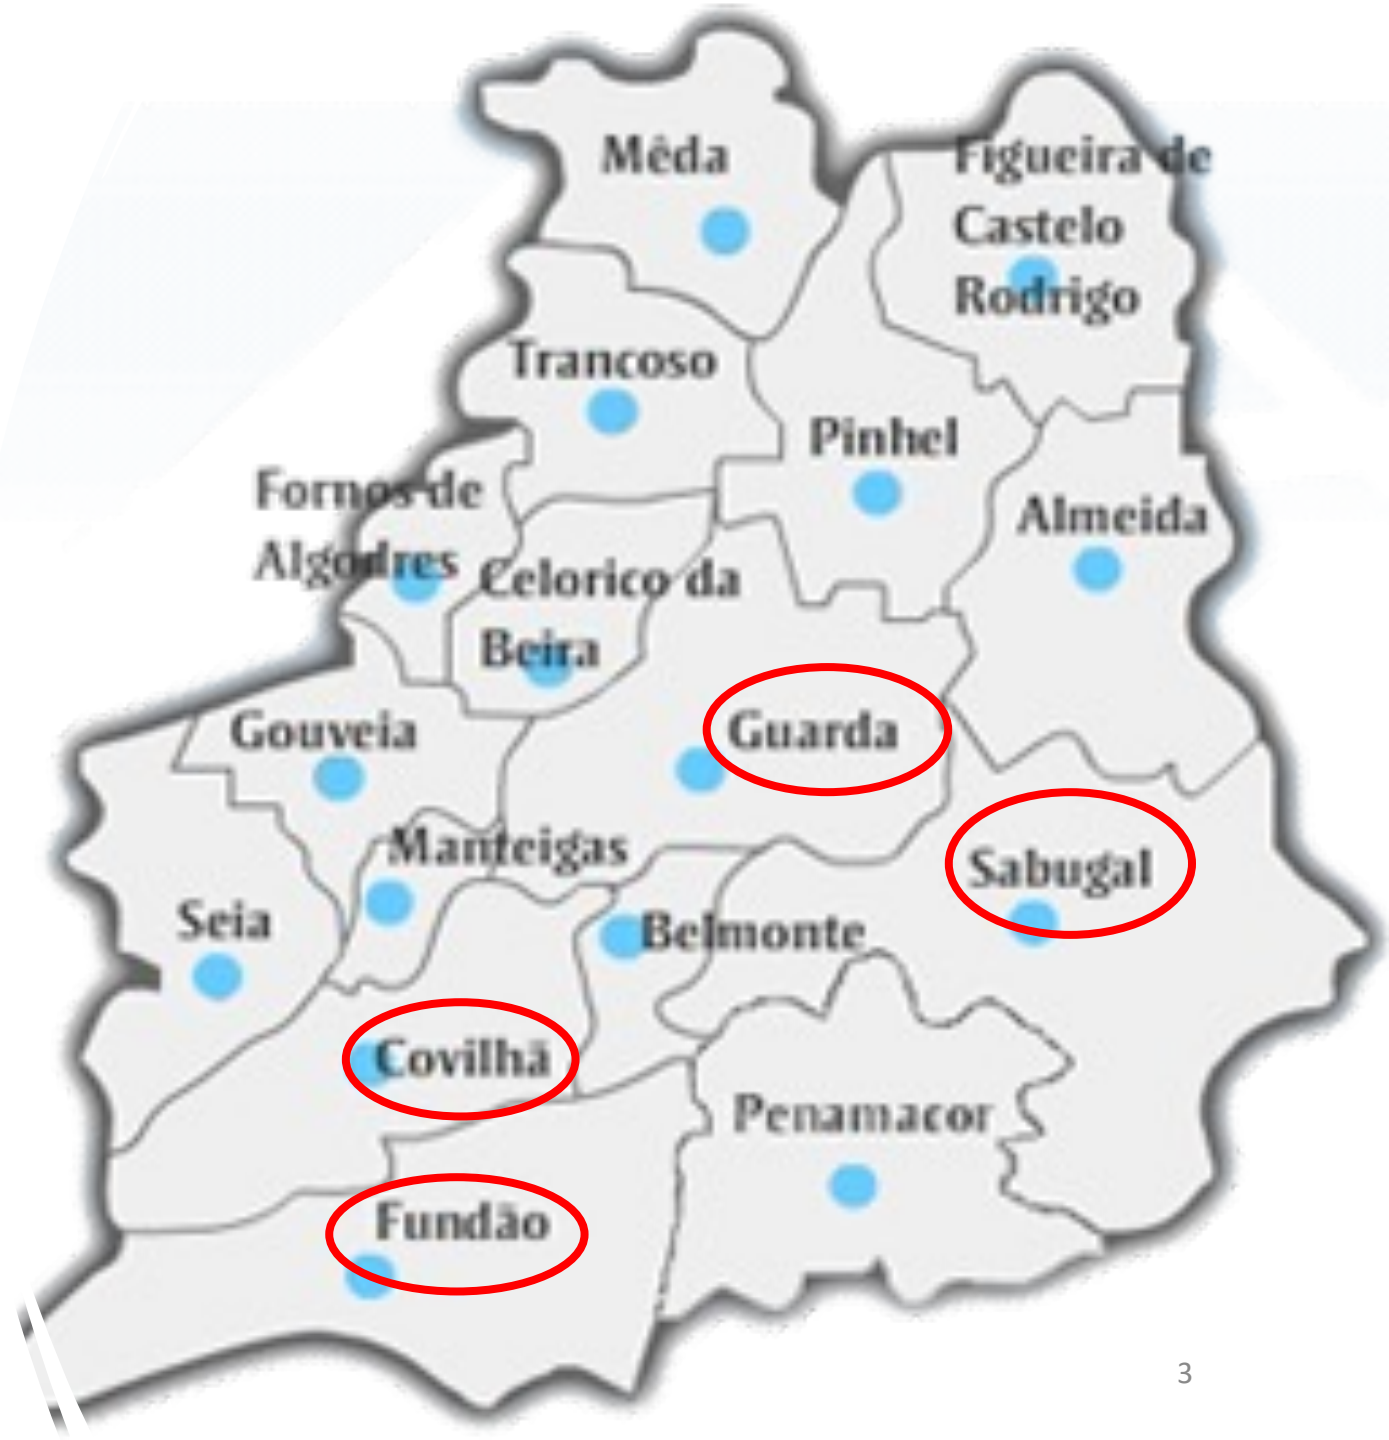 Mêda
Figueira de
Castelo
Rodrigo
Trancoso
Pinhel
Fornos de
Algodres
Almeida
Celorico da
Beira
Gouveia
Guarda
Manteigas
Sabugal
Seia
Belmonte
Covilhã
Penamacor
Fundão
3